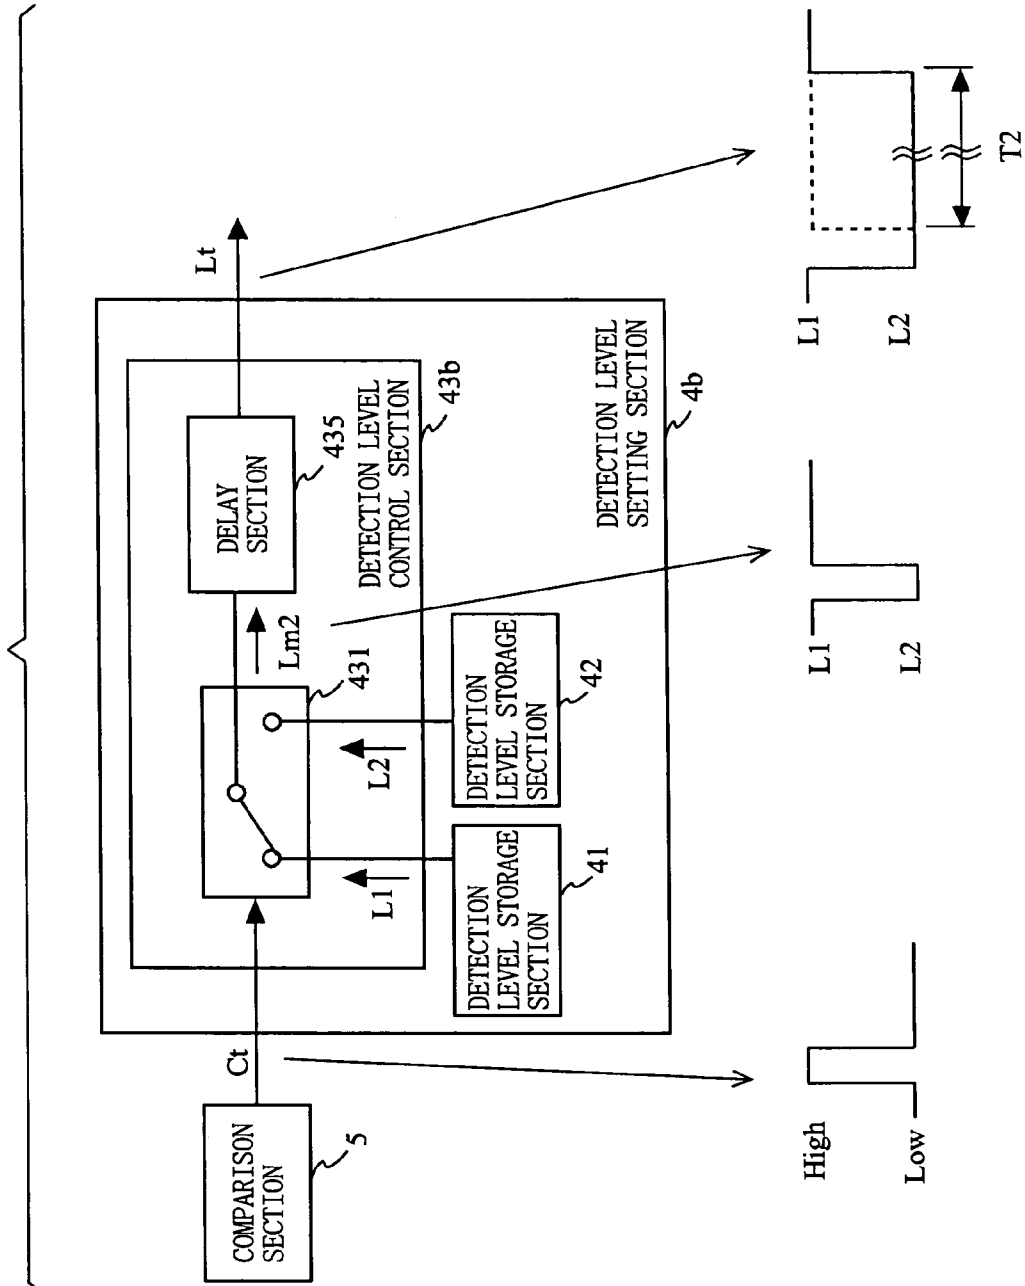 COMPARISON
SECTION
5
Ct
DELAY
SECTION
435
Lt
Lm2
431
DETECTION LEVEL
CONTROL SECTION
43b
L1
L2
DETECTION
LEVEL STORAGE
SECTION
41
DETECTION
LEVEL STORAGE
SECTION
42
DETECTION LEVEL
SETTING SECTION
4b
High
Low
L1
L2
L1
L2
T2